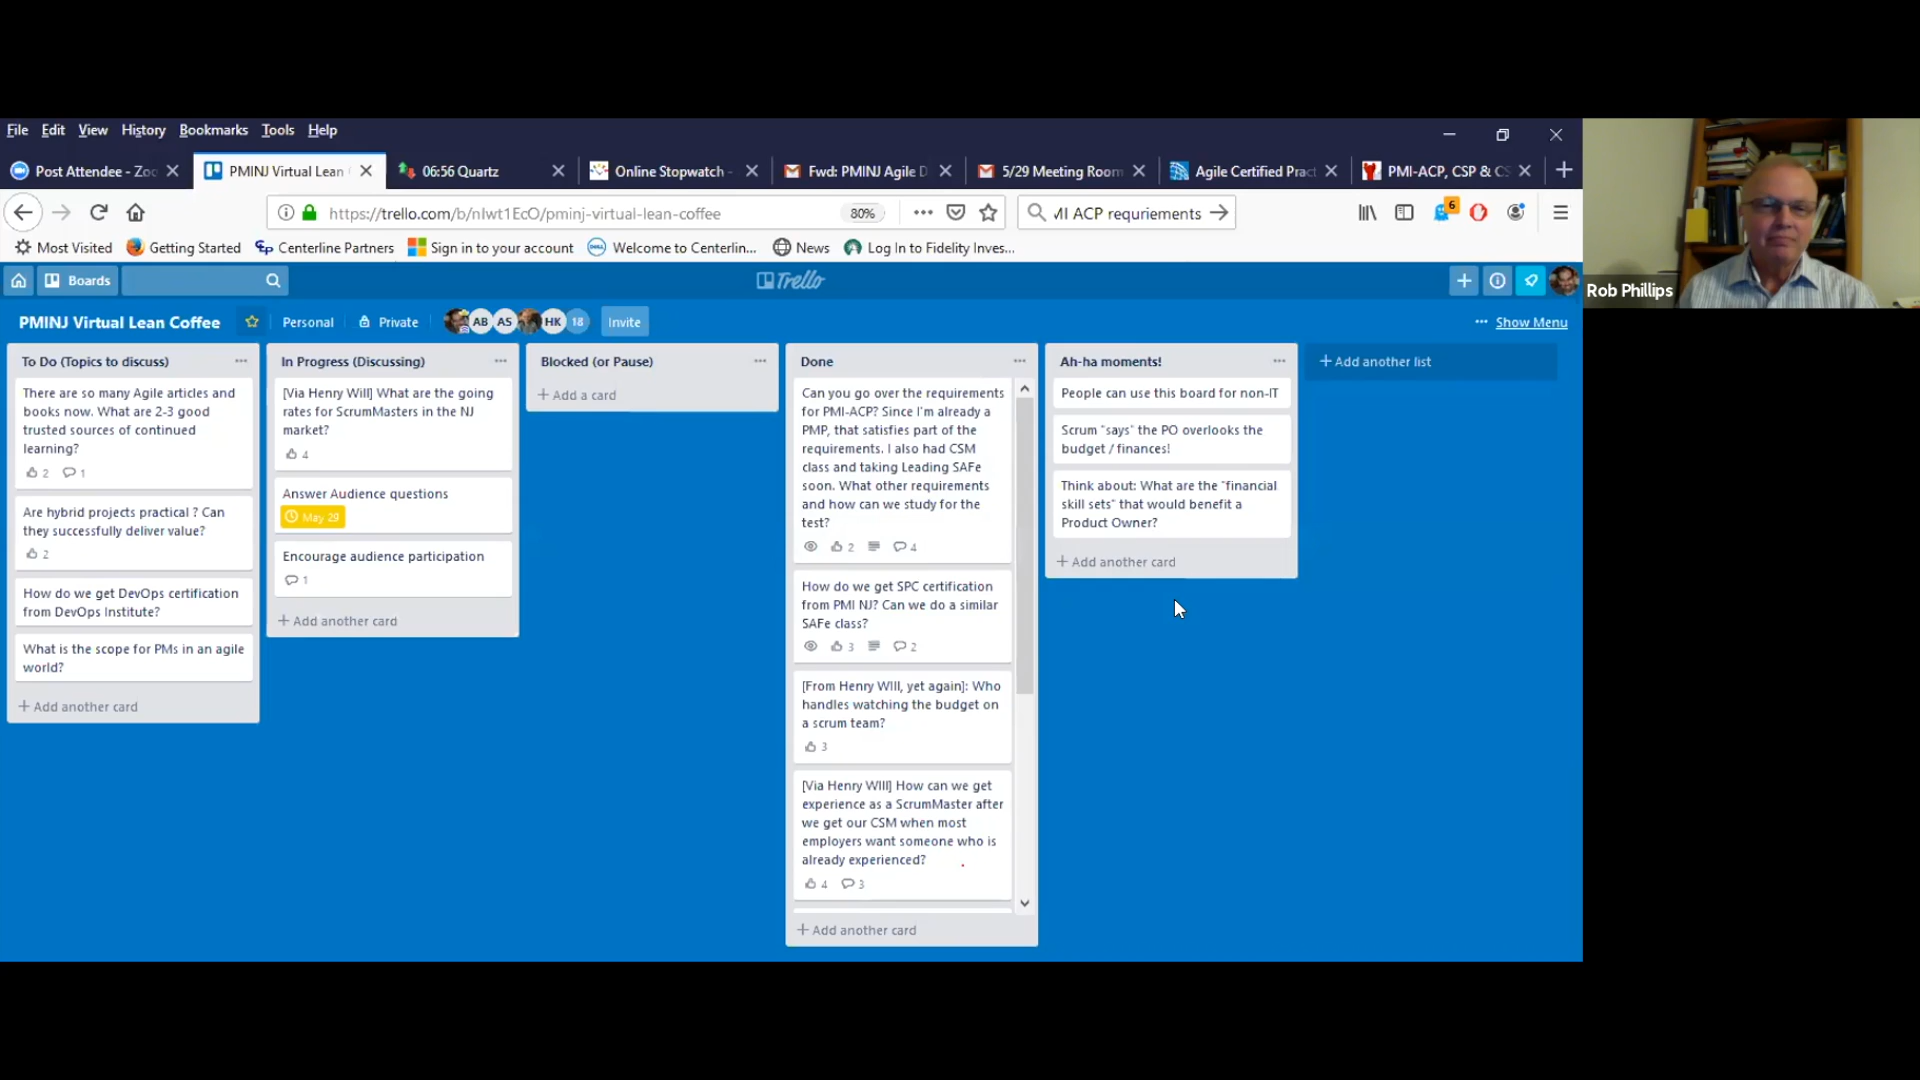 File Edit View History Bookmarks Tools Help
Post Attendee - Zoo
PMINJ Virtual Lean
06:56 Quartz
Online Stopwatch -
Fwd: PMINJ Agile D
5/29 Meeting Room
Agile Certified Pract
PMI-ACP, CSP & CS
https://trello.com/b/nIwt1EcO/pminj-virtual-lean-coffee
80%
MI ACP requriements
6
Most Visited
Getting Started
Centerline Partners
Sign in to your account
Welcome to Centerlin...
News
Log In to Fidelity Inves...
Boards
Trello
Rob Phillips
PMINJ Virtual Lean Coffee
Personal
Private
AB
AS
HK
18
Invite
... Show Menu
To Do (Topics to discuss)
There are so many Agile articles and
books now. What are 2-3 good
trusted sources of continued
learning?
2 1
Are hybrid projects practical ? Can
they successfully deliver value?
2
How do we get DevOps certification
from DevOps Institute?
What is the scope for PMs in an agile
world?
+ Add another card
In Progress (Discussing)
[Via Henry Will] What are the going
rates for ScrumMasters in the NJ
market?
4
Answer Audience questions
May 29
Encourage audience participation
1
+ Add another card
Blocked (or Pause)
+ Add a card
Done
Can you go over the requirements
for PMI-ACP? Since I'm already a
PMP, that satisfies part of the
requirements. I also had CSM
class and taking Leading SAFe
soon. What other requirements
and how can we study for the
test?
2 4
How do we get SPC certification
from PMI NJ? Can we do a similar
SAFe class?
3 2
[From Henry WIll, yet again]: Who
handles watching the budget on
a scrum team?
3
[Via Henry WIll] How can we get
experience as a ScrumMaster after
we get our CSM when most
employers want someone who is
already experienced?
4 3
+ Add another card
Ah-ha moments!
People can use this board for non-IT
Scrum "says" the PO overlooks the
budget / finances!
Think about: What are the "financial
skill sets" that would benefit a
Product Owner?
+ Add another card
+ Add another list